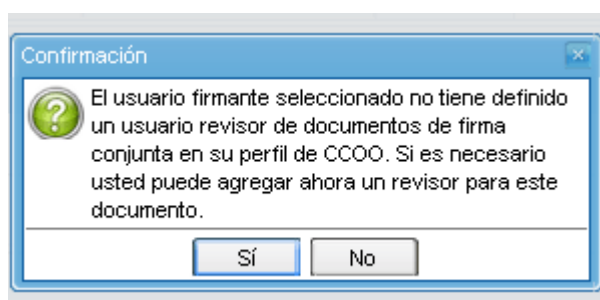 Confirmación
El usuario firmante seleccionado no tiene definido
un usuario revisor de documentos de firma
conjunta en su perfil de CCOO. Si es necesario
usted puede agregar ahora un revisor para este
documento.
Sí
No